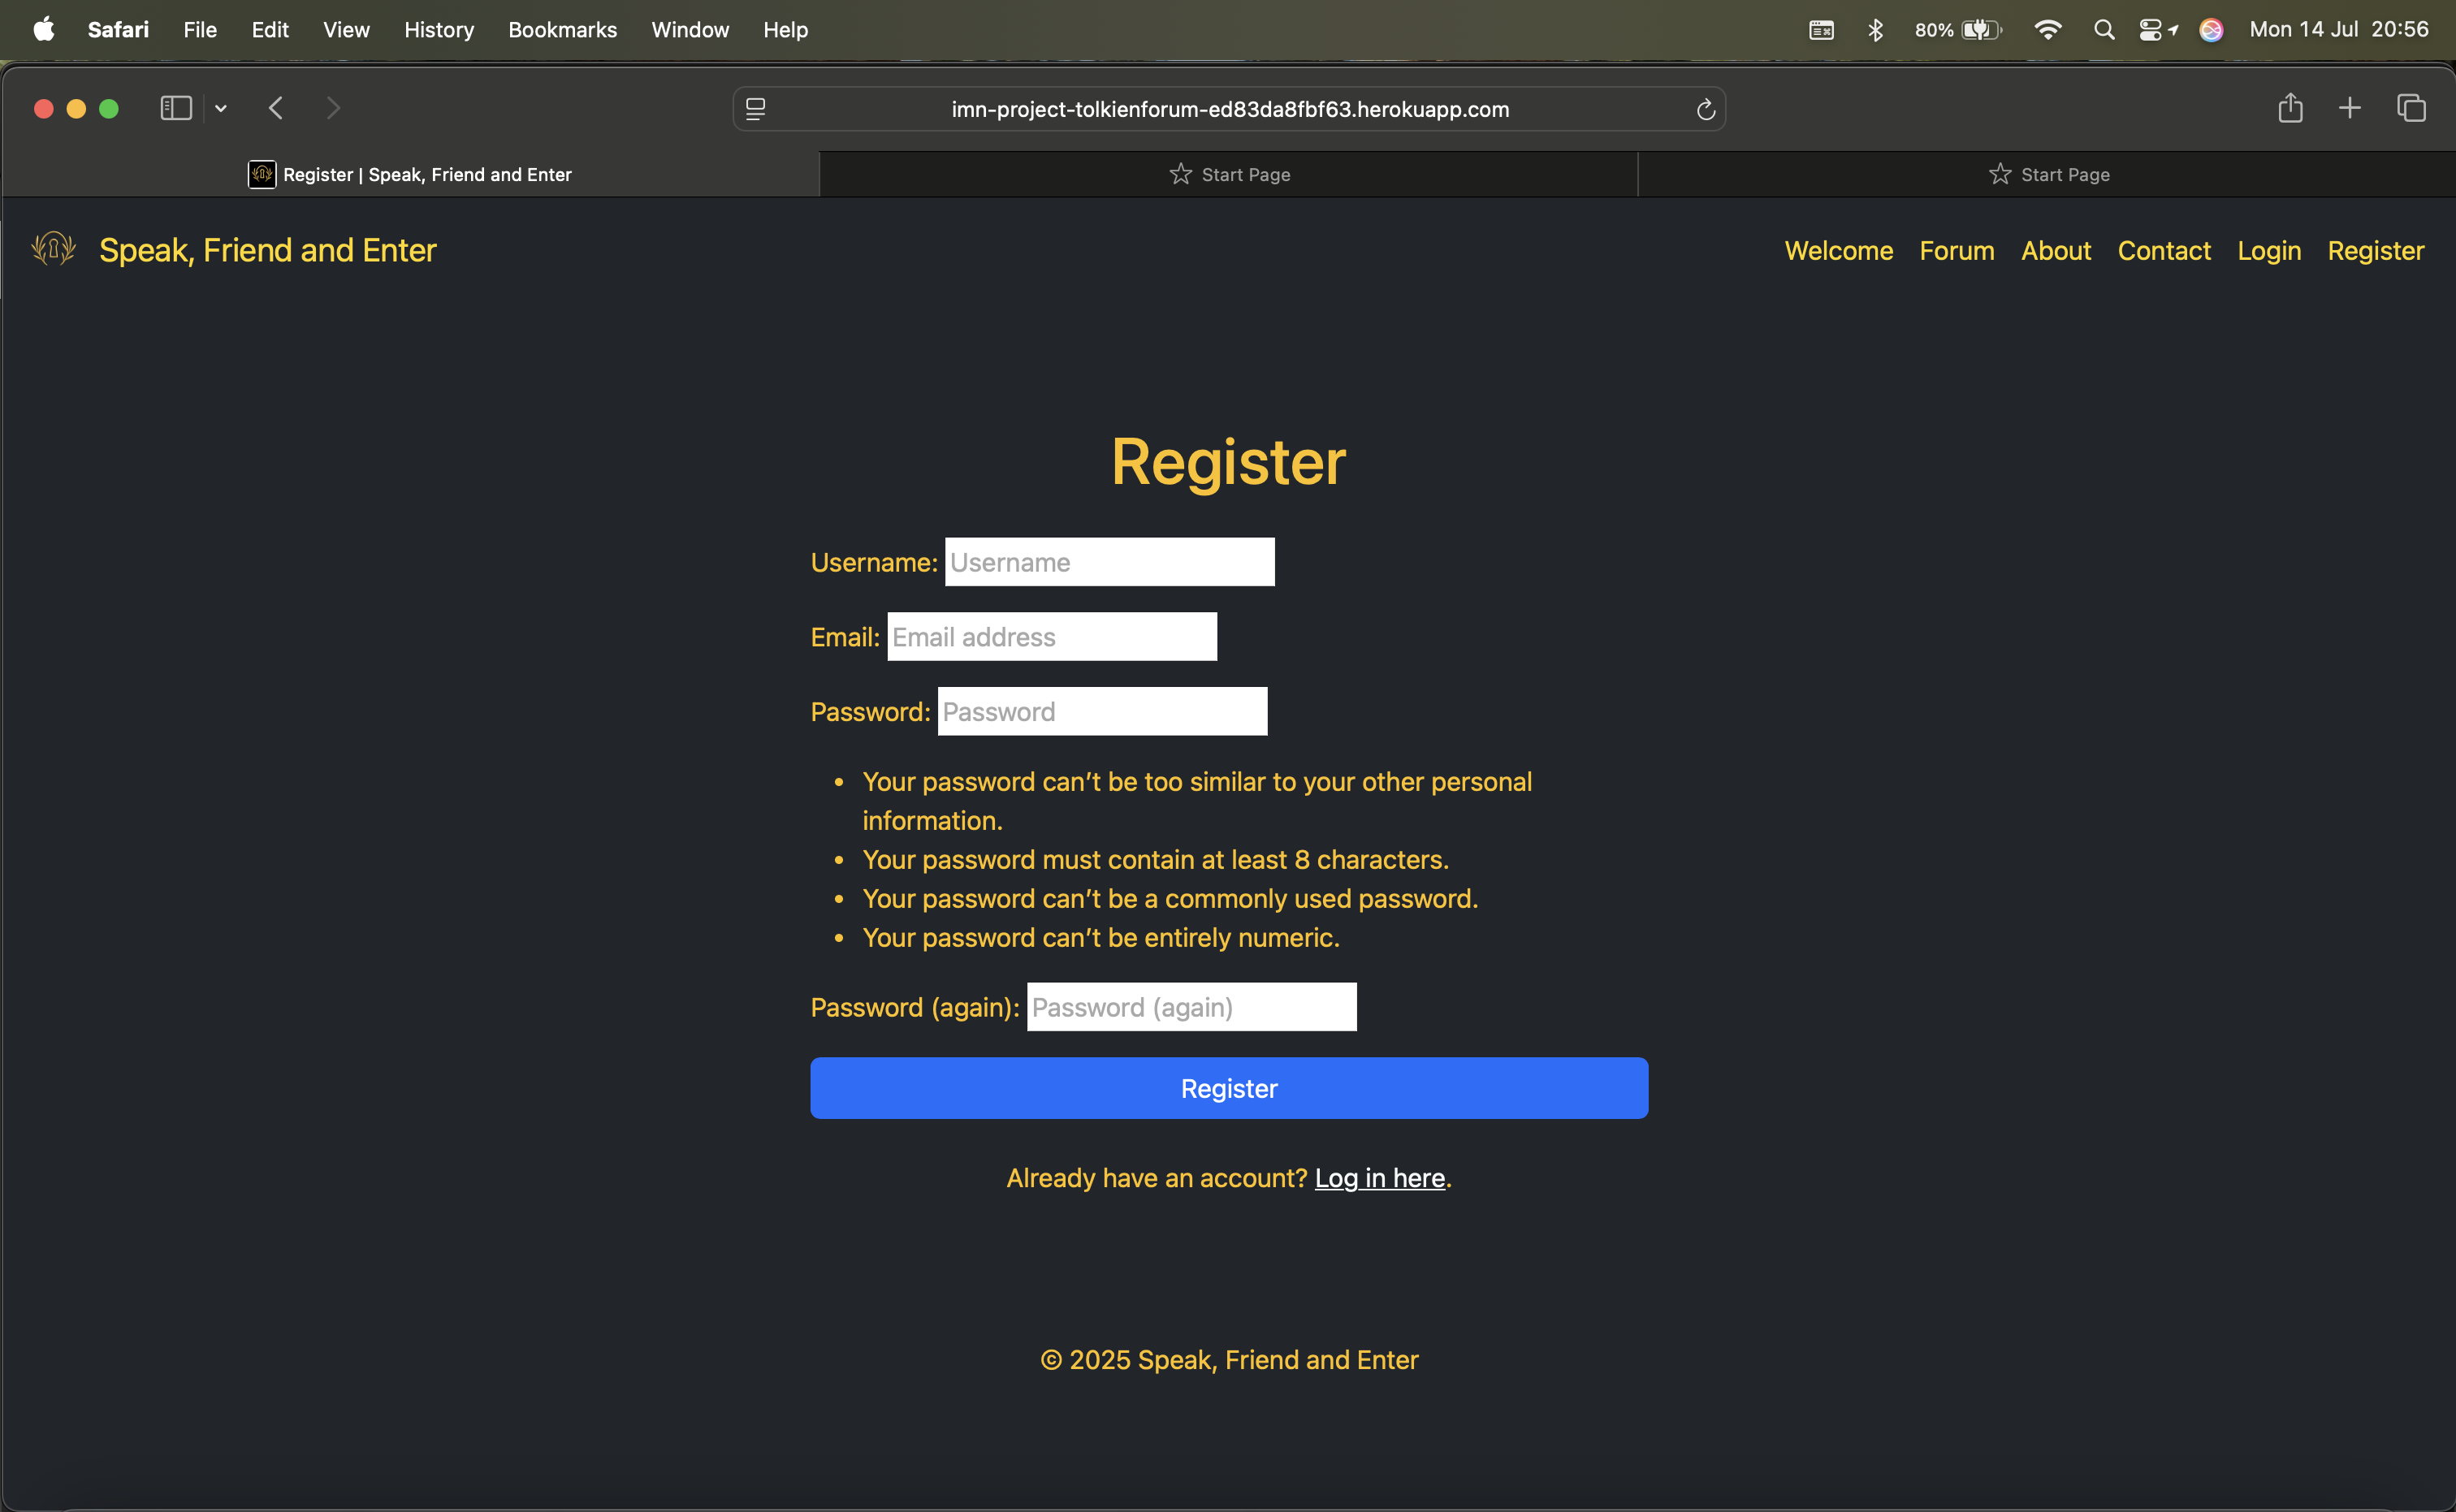 Safari File Edit View History Bookmarks Window Help 80% Mon 14 Jul 20:56
imn-project-tolkienforum-ed83da8fbf63.herokuapp.com
Register | Speak, Friend and Enter Start Page Start Page
Speak, Friend and Enter Welcome Forum About Contact Login Register
Register
Username: Username
Email: Email address
Password: Password
• Your password can’t be too similar to your other personal
information.
• Your password must contain at least 8 characters.
• Your password can’t be a commonly used password.
• Your password can’t be entirely numeric.
Password (again): Password (again)
Register
Already have an account? Log in here.
© 2025 Speak, Friend and Enter